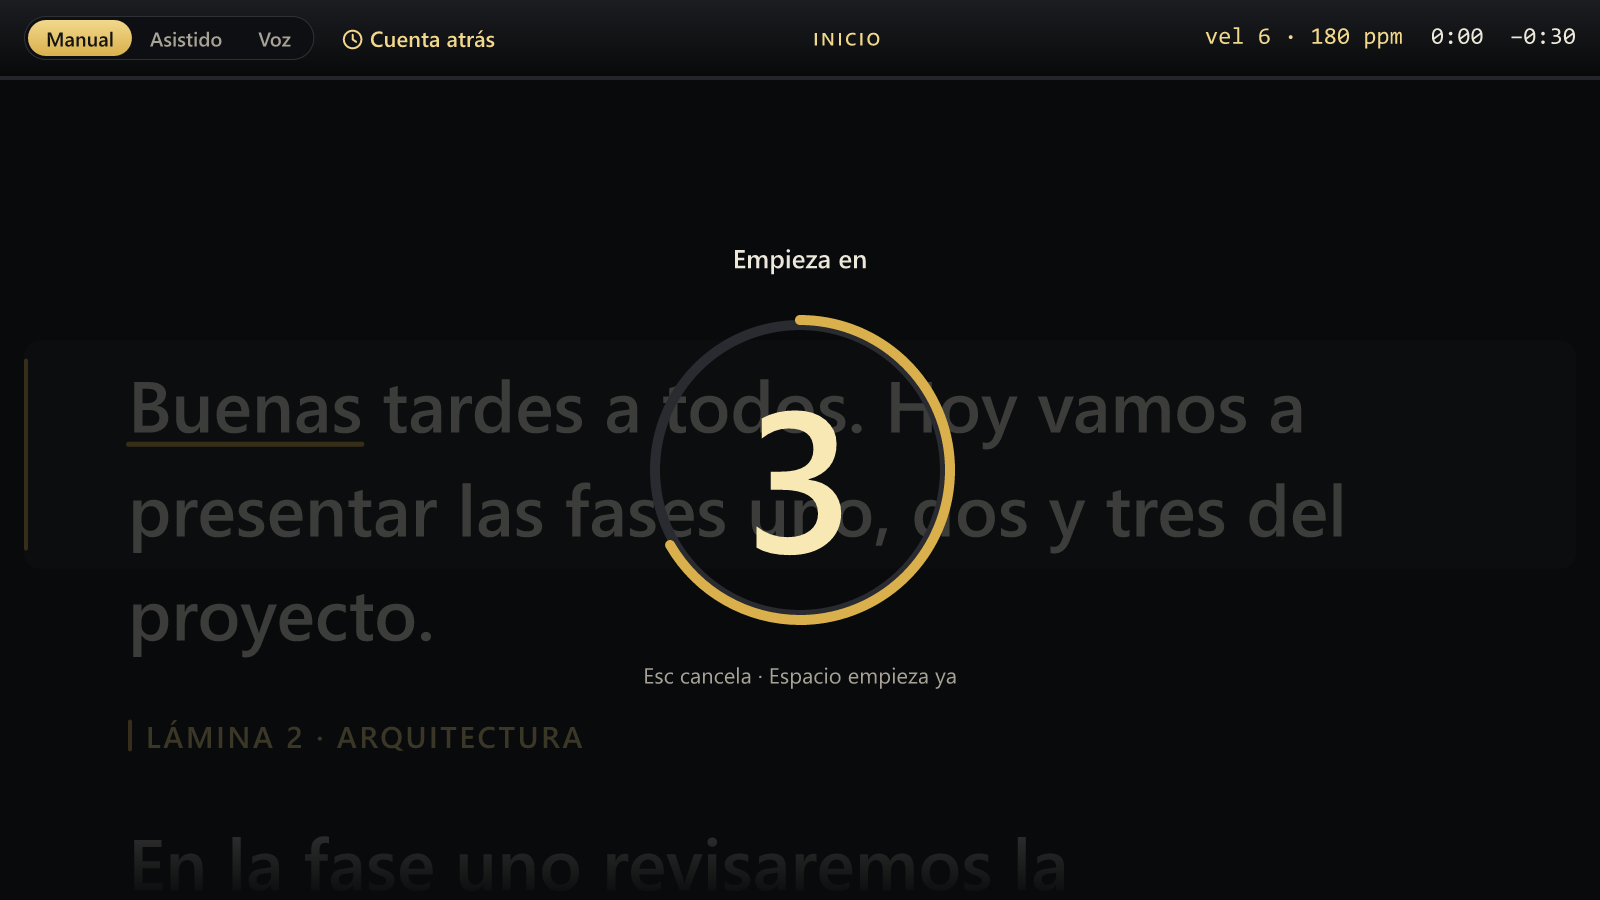 Manual Asistido Voz Cuenta atrás INICIO vel 6 · 180 ppm 0:00 −0:30
Empieza en
Buenas tardes a todos. Hoy vamos a
3
presentar las fases uno, dos y tres del
proyecto.
Esc cancela · Espacio empieza ya
LÁMINA 2 · ARQUITECTURA
En la fase uno revisaremos la